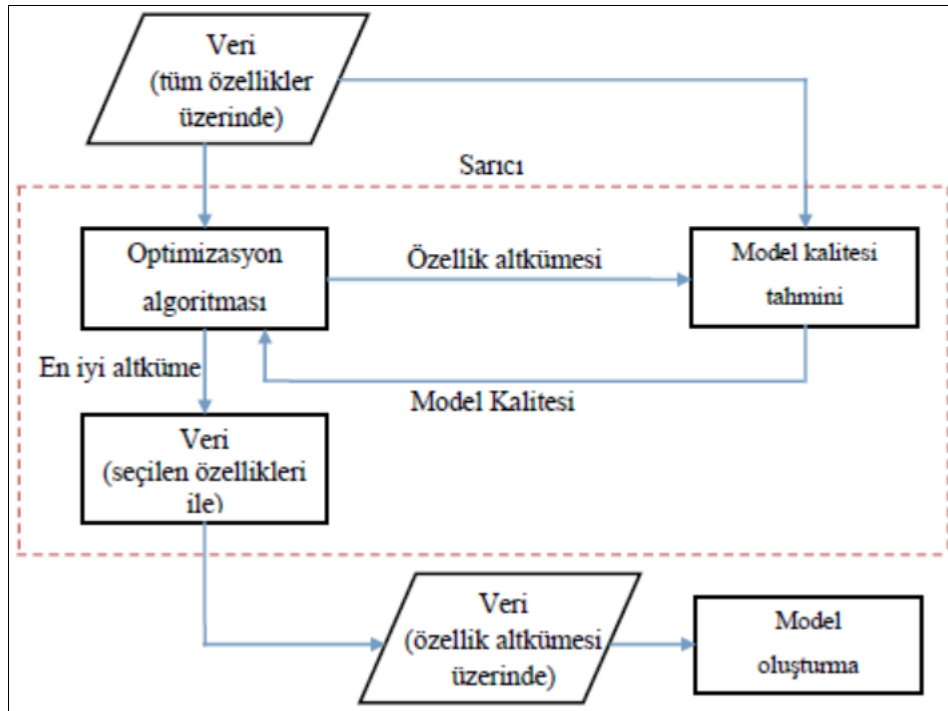 Veri
(tüm özellikler
üzerinde)
Sarıcı
Optimizasyon
algoritması
Özellik altkümesi
Model kalitesi
tahmini
En iyi altküme
Model Kalitesi
Veri
(seçilen özellikleri
ile)
Veri
(özellik altkümesi
üzerinde)
Model
oluşturma